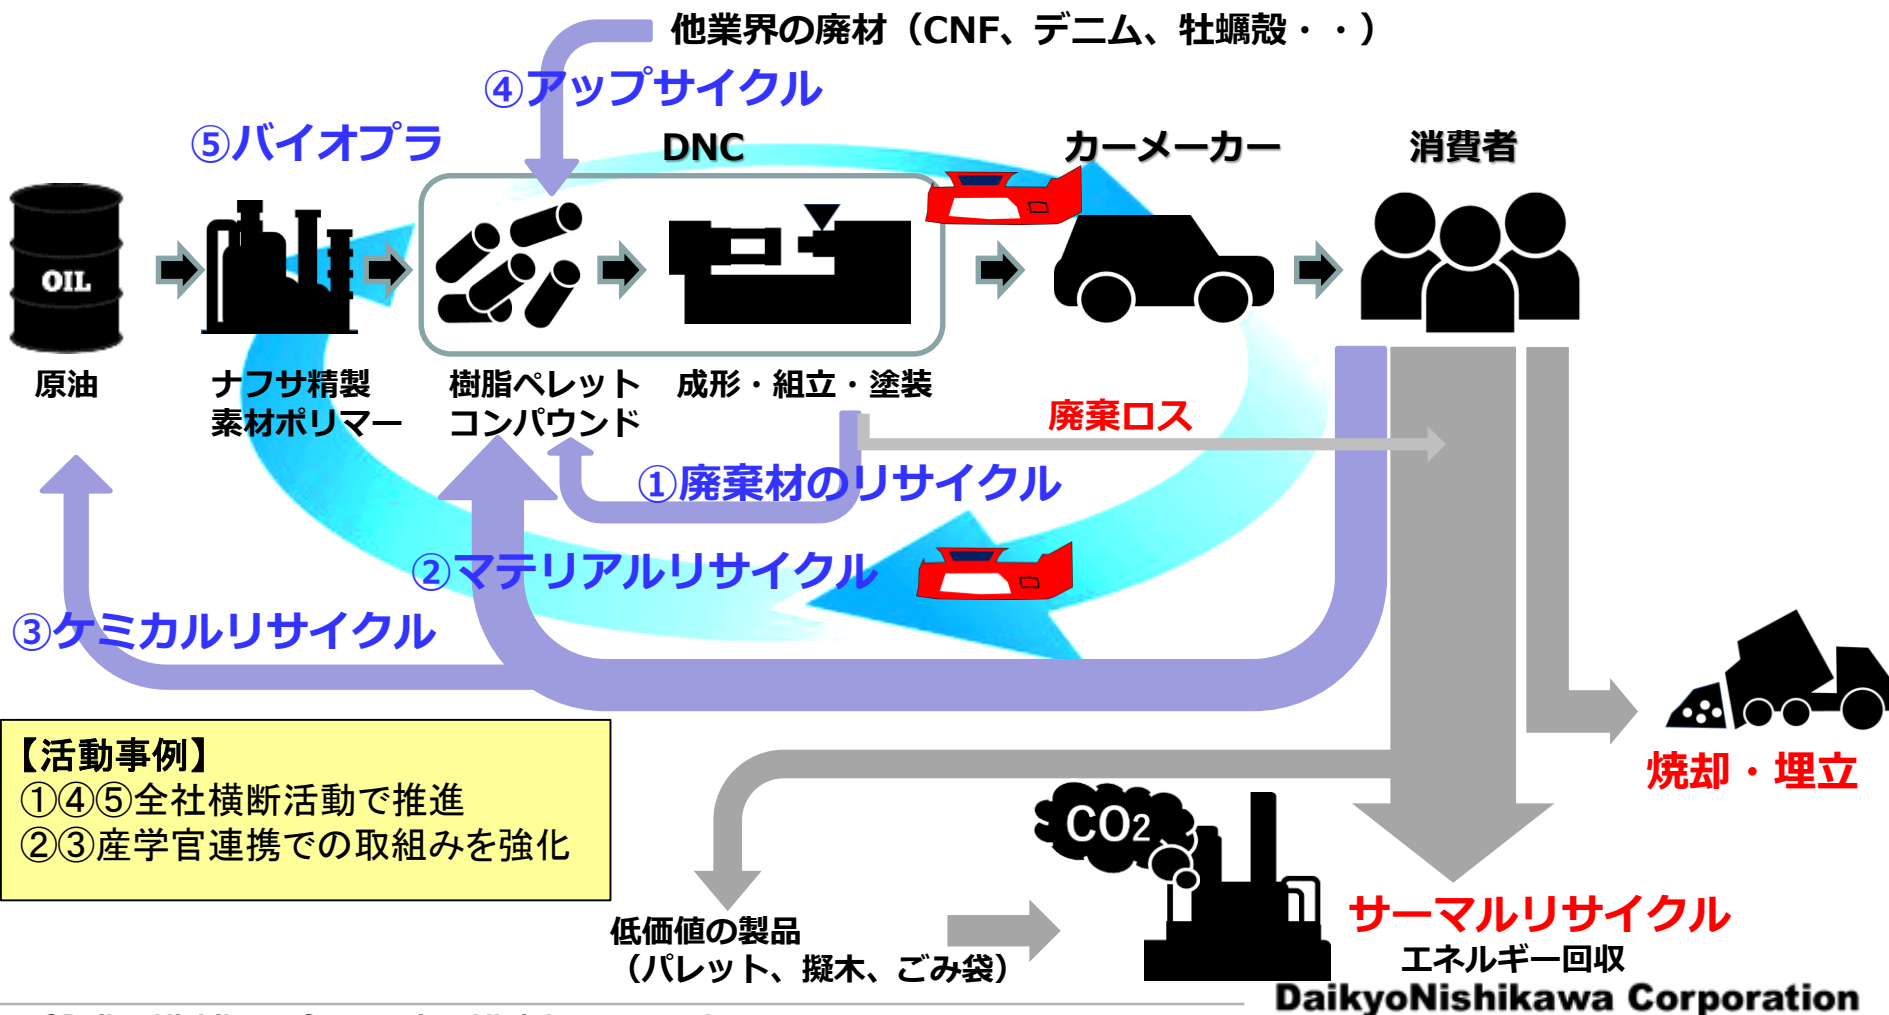 他業界の廃材（CNF、デニム、牡蠣殻・・）
④アップサイクル
⑤バイオプラ
DNC
カーメーカー
消費者
OIL
原油
ナフサ精製
素材ポリマー
樹脂ペレット
コンパウンド
成形・組立・塗装
廃棄ロス
①廃棄材のリサイクル
②マテリアルリサイクル
③ケミカルリサイクル
【活動事例】
①④⑤全社横断活動で推進
②③産学官連携での取組みを強化
焼却・埋立
CO2
低価値の製品
（パレット、擬木、ごみ袋）
サーマルリサイクル
エネルギー回収
DaikyoNishikawa Corporation